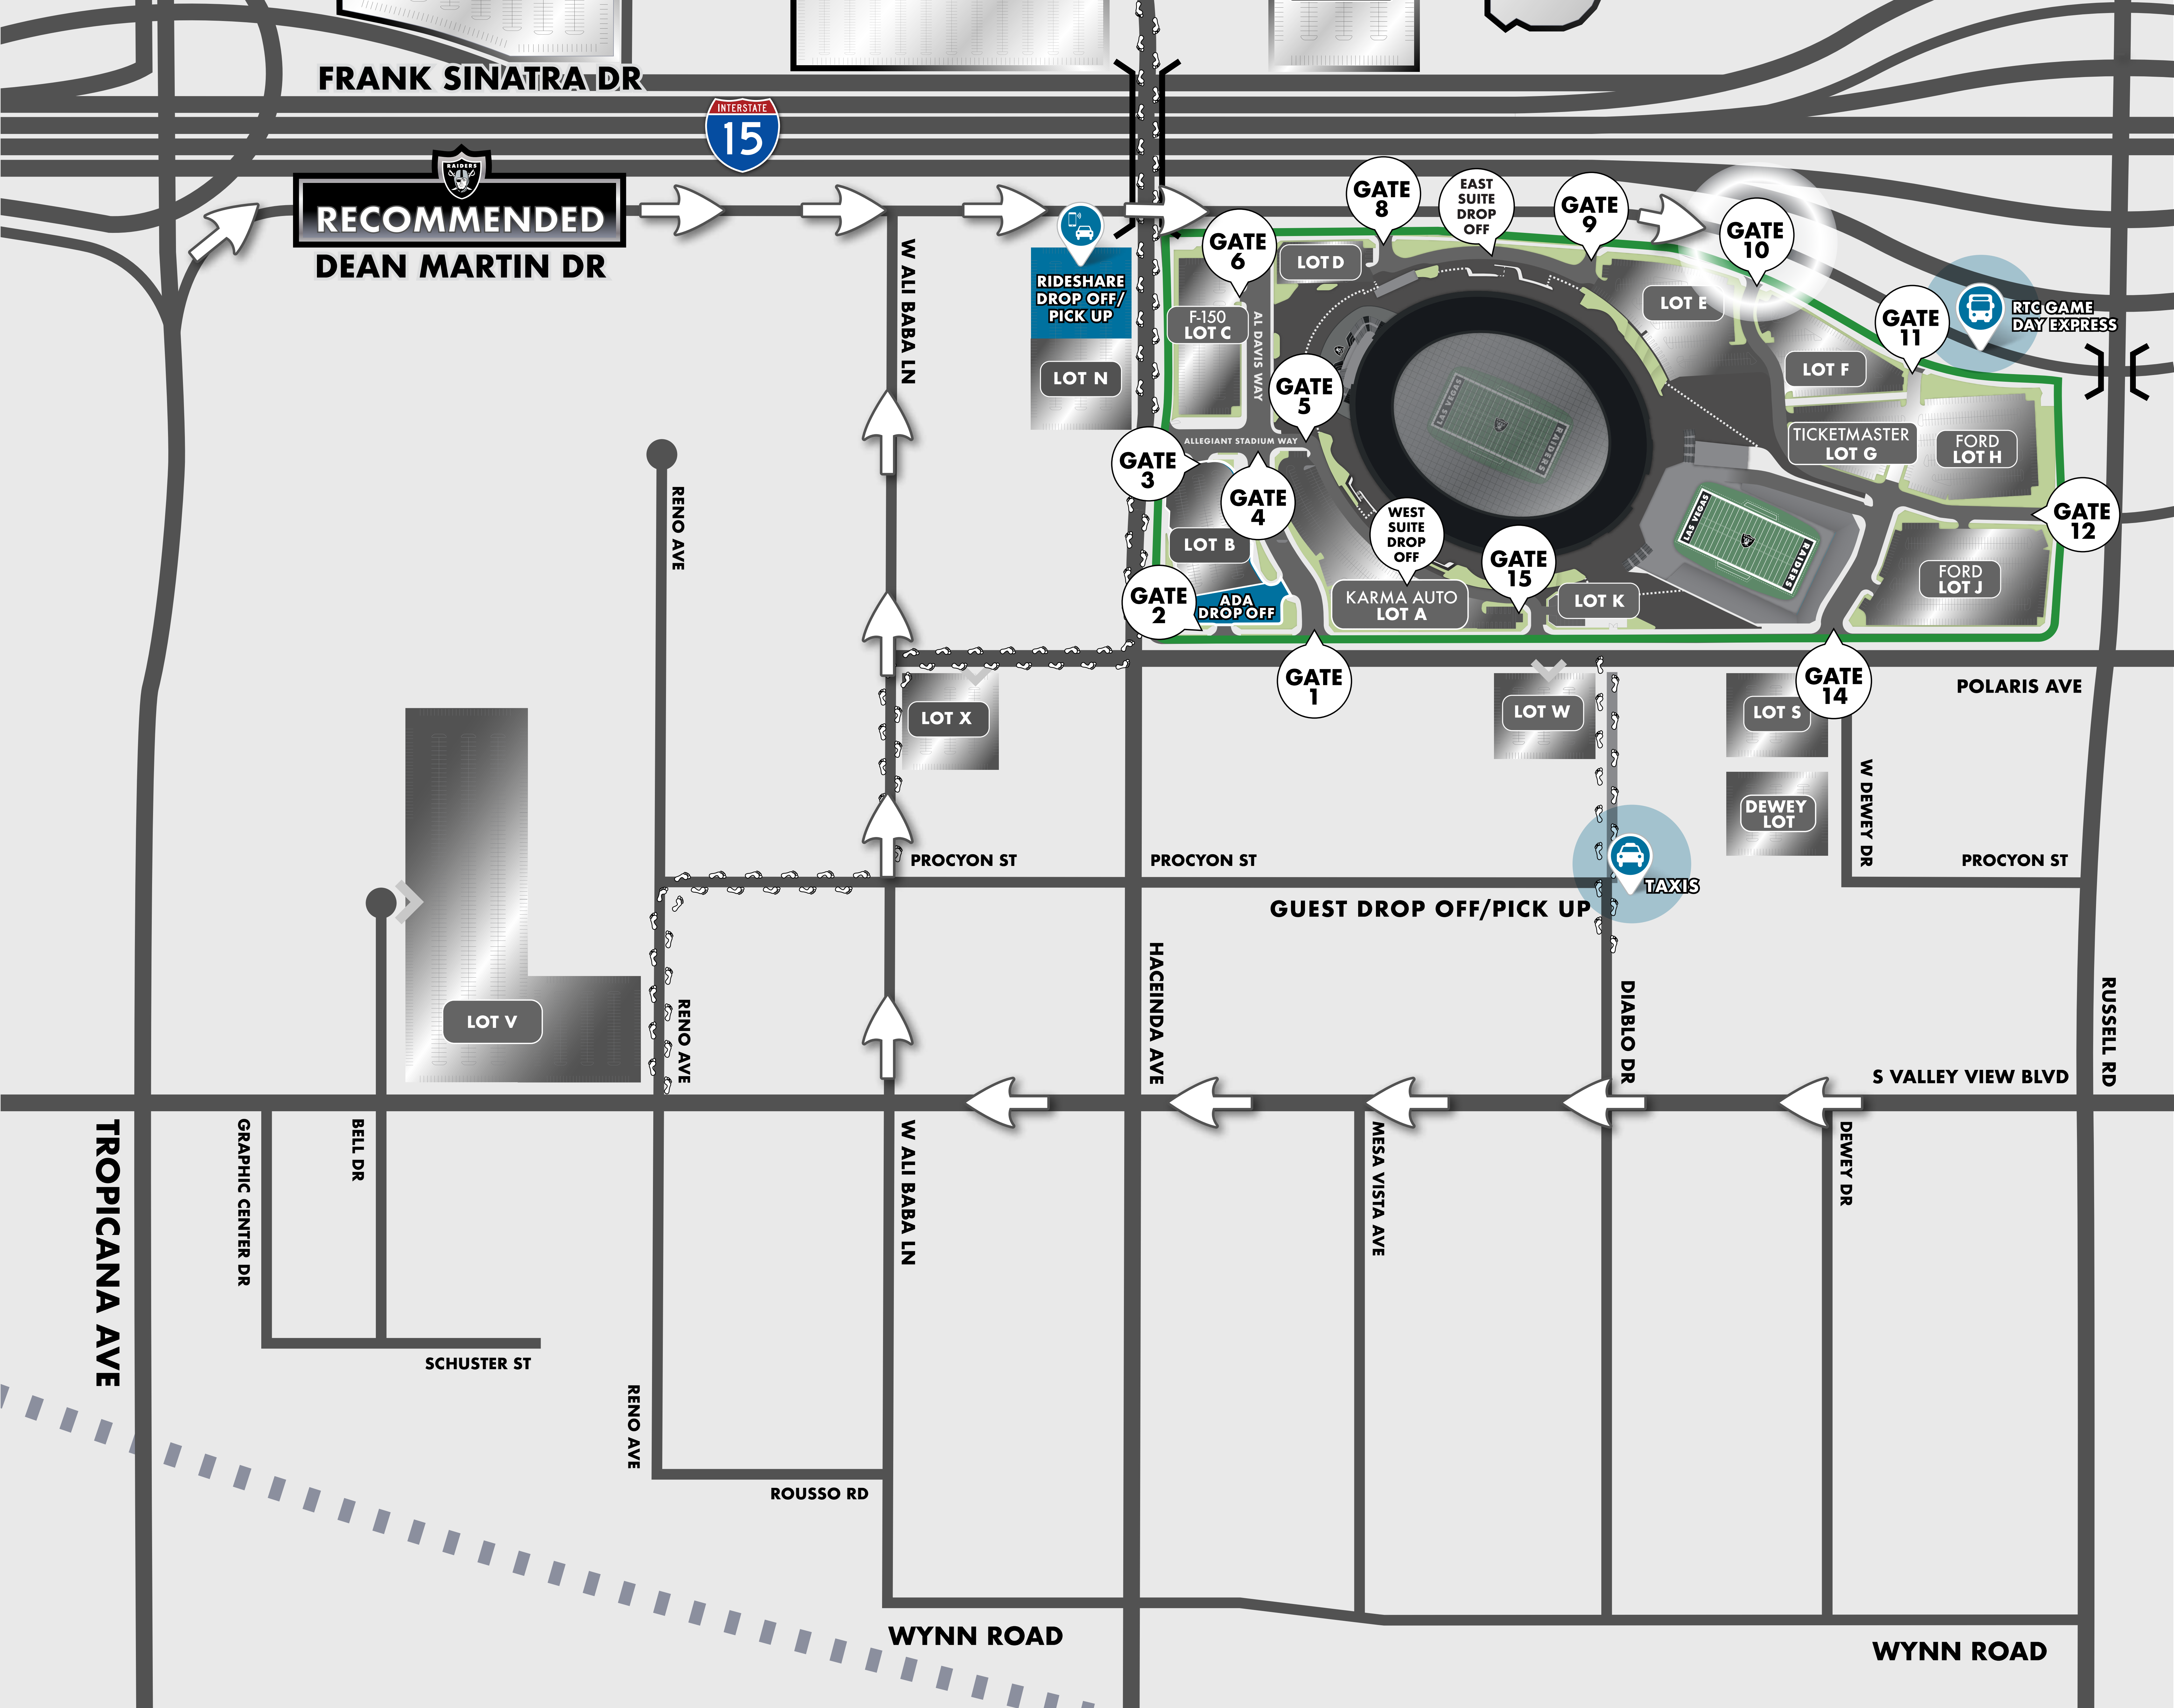 FRANK SINATRA DR
INTERSTATE
15
RAIDERS
RECOMMENDED
DEAN MARTIN DR
W ALI BABA LN
RIDESHARE
DROP OFF/
PICK UP
LOT N
GATE
6
LOT D
GATE
8
EAST
SUITE
DROP
OFF
GATE
9
GATE
10
LOT E
F-150
LOT C
AL DAVIS WAY
GATE
5
GATE
11
RTC GAME
DAY EXPRESS
LOT F
LAS VEGAS
RAIDERS
ALLEGIANT STADIUM WAY
TICKETMASTER
LOT G
FORD
LOT H
GATE
3
GATE
4
LOT B
WEST
SUITE
DROP
OFF
GATE
15
LAS VEGAS
RAIDERS
GATE
12
GATE
2
ADA
DROP OFF
KARMA AUTO
LOT A
LOT K
FORD
LOT J
RENO AVE
GATE
1
GATE
14
POLARIS AVE
LOT X
LOT W
LOT S
DEWEY
LOT
W DEWEY DR
PROCYON ST
PROCYON ST
PROCYON ST
TAXIS
GUEST DROP OFF/PICK UP
LOT V
RENO AVE
HACEINDA AVE
DIABLO DR
RUSSELL RD
S VALLEY VIEW BLVD
TROPICANA AVE
GRAPHIC CENTER DR
BELL DR
W ALI BABA LN
MESA VISTA AVE
DEWEY DR
SCHUSTER ST
RENO AVE
ROUSSO RD
WYNN ROAD
WYNN ROAD